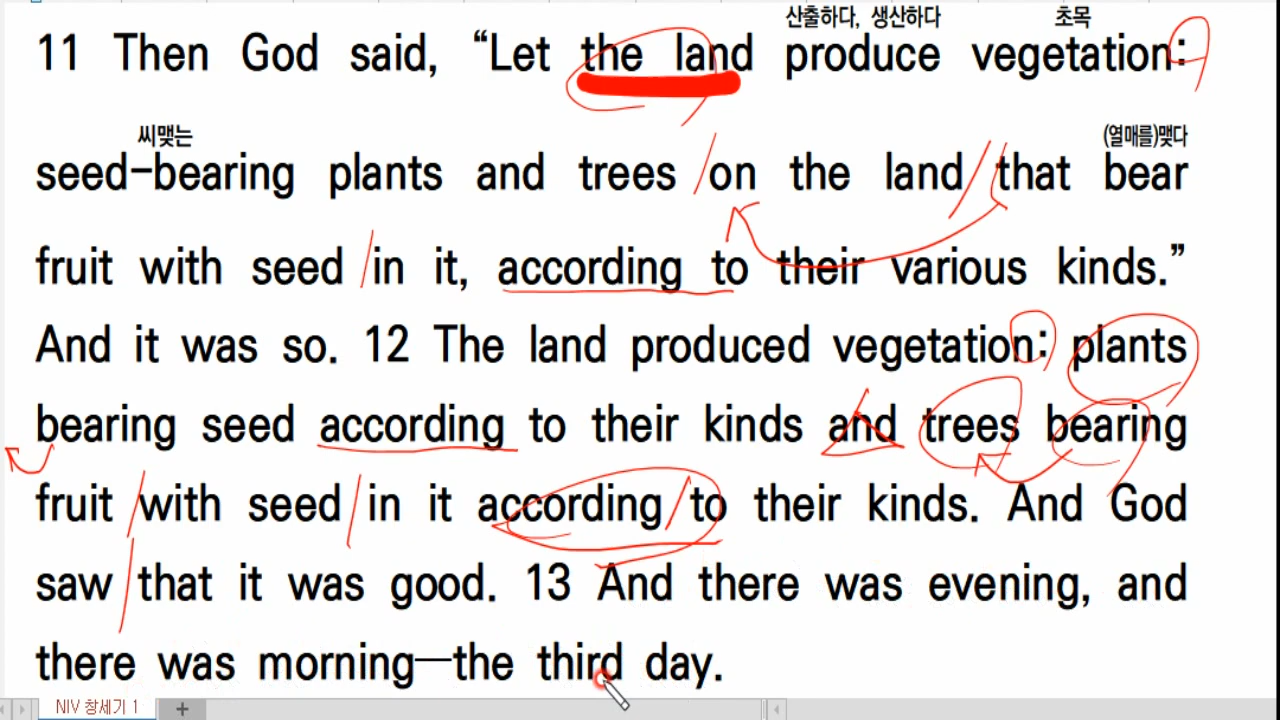 산출하다, 생산하다 초목
11 Then God said, “Let the land produce vegetation:
씨맺는 (열매를)맺다
seed-bearing plants and trees on the land that bear
fruit with seed in it, according to their various kinds.”
And it was so. 12 The land produced vegetation: plants
bearing seed according to their kinds and trees bearing
fruit with seed in it according to their kinds. And God
saw that it was good. 13 And there was evening, and
there was morning—the third day.
NIV 창세기 1